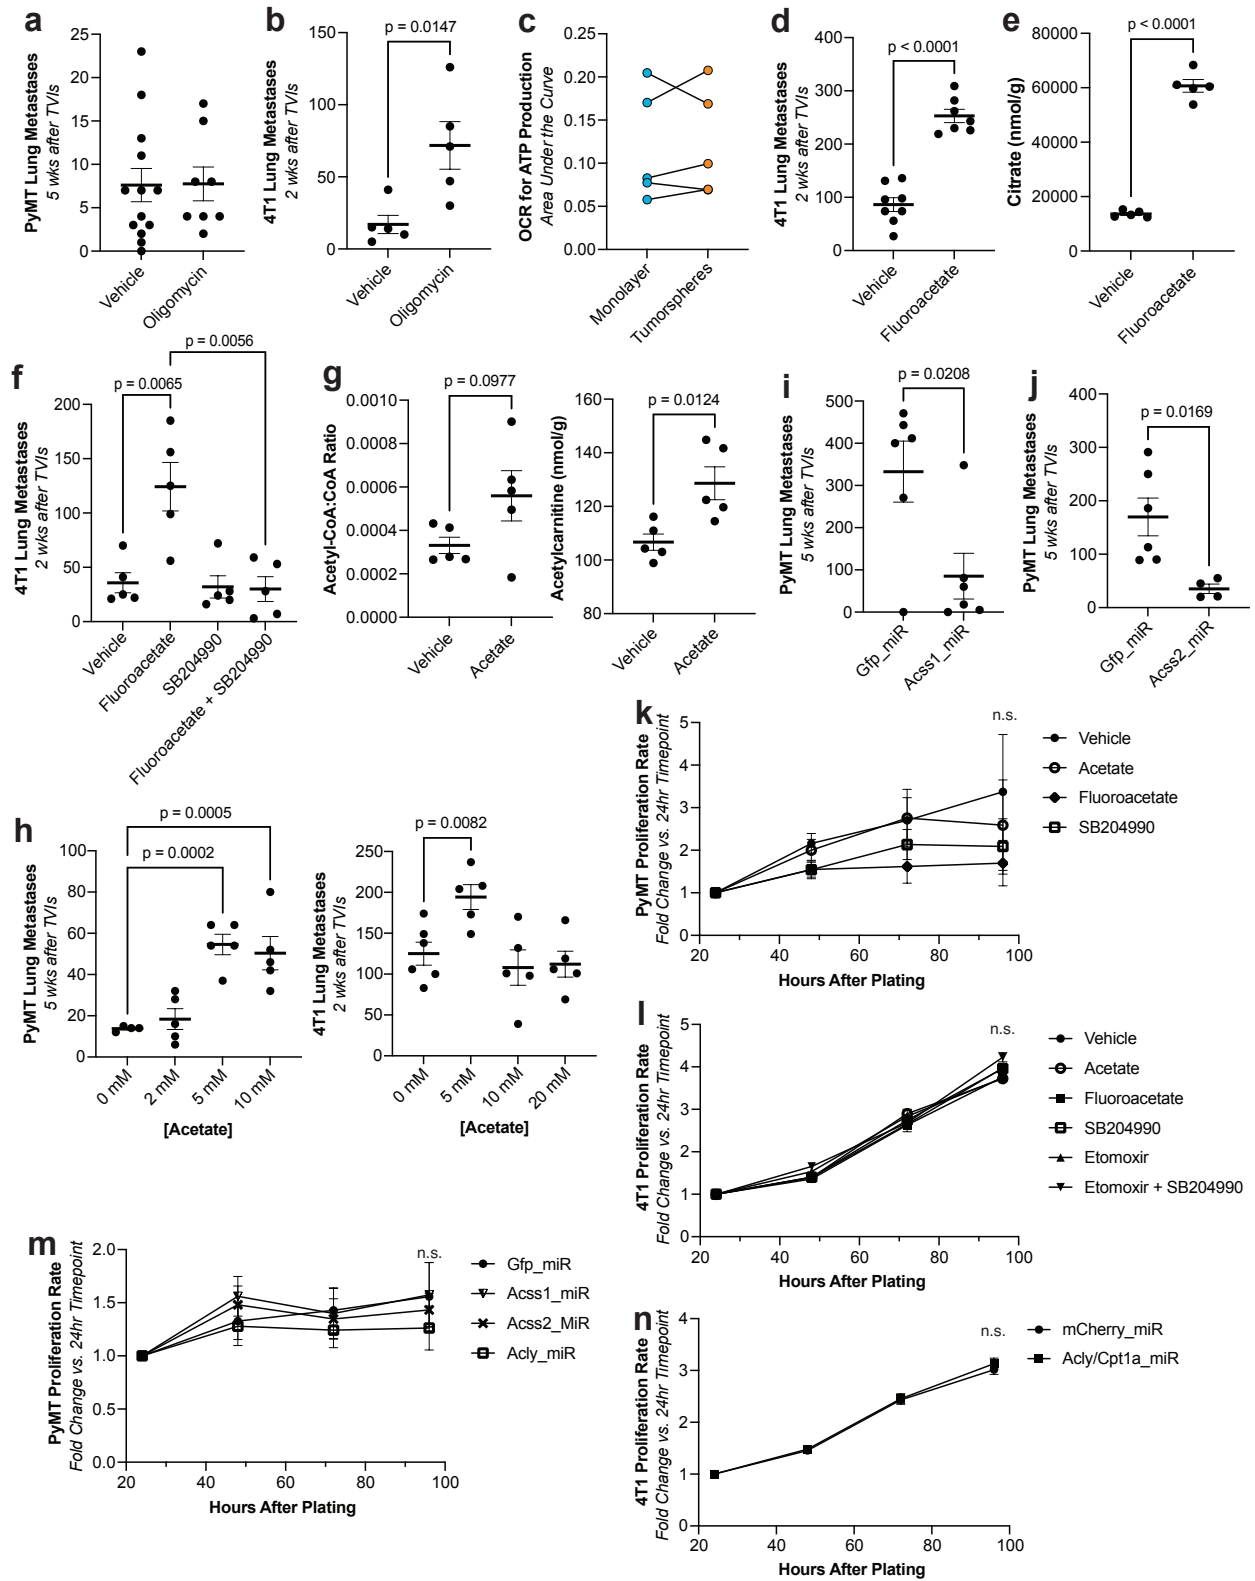 a
PyMT Lung Metastases
5 wks after TVIs
25
20
15
10
5
0
Vehicle
Oligomycin
b
p = 0.0147
4T1 Lung Metastases
2 wks after TVIs
150
100
50
0
Vehicle
Oligomycin
c
OCR for ATP Production
Area Under the Curve
0.25
0.20
0.15
0.10
0.05
0.00
Monolayer
Tumorspheres
d
p < 0.0001
4T1 Lung Metastases
2 wks after TVIs
400
300
200
100
0
Vehicle
Fluoroacetate
e
p < 0.0001
Citrate (nmol/g)
80000
60000
40000
20000
0
Vehicle
Fluoroacetate
f
p = 0.0056
p = 0.0065
4T1 Lung Metastases
2 wks after TVIs
200
150
100
50
0
Vehicle
Fluoroacetate
SB204990
Fluoroacetate + SB204990
g
p = 0.0977
Acetyl-CoA:CoA Ratio
0.0010
0.0008
0.0006
0.0004
0.0002
0.0000
Vehicle
Acetate
p = 0.0124
Acetylcarnitine (nmol/g)
160
140
120
100
80
Vehicle
Acetate
i
p = 0.0208
PyMT Lung Metastases
5 wks after TVIs
500
400
300
200
100
0
Gfp_miR
Acss1_miR
j
p = 0.0169
PyMT Lung Metastases
5 wks after TVIs
400
300
200
100
0
Gfp_miR
Acss2_miR
k
n.s.
PyMT Proliferation Rate
Fold Change vs. 24hr Timepoint
5
4
3
2
1
0
20
40
60
80
100
Hours After Plating
Vehicle
Acetate
Fluoroacetate
SB204990
h
p = 0.0005
p = 0.0002
PyMT Lung Metastases
5 wks after TVIs
100
80
60
40
20
0
0 mM
2 mM
5 mM
10 mM
[Acetate]
p = 0.0082
4T1 Lung Metastases
2 wks after TVIs
250
200
150
100
50
0
0 mM
5 mM
10 mM
20 mM
[Acetate]
l
n.s.
4T1 Proliferation Rate
Fold Change vs. 24hr Timepoint
5
4
3
2
1
0
20
40
60
80
100
Hours After Plating
Vehicle
Acetate
Fluoroacetate
SB204990
Etomoxir
Etomoxir + SB204990
m
n.s.
PyMT Proliferation Rate
Fold Change vs. 24hr Timepoint
2.0
1.5
1.0
0.5
0.0
20
40
60
80
100
Hours After Plating
Gfp_miR
Acss1_miR
Acss2_MiR
Acly_miR
n
n.s.
4T1 Proliferation Rate
Fold Change vs. 24hr Timepoint
4
3
2
1
0
20
40
60
80
100
Hours After Plating
mCherry_miR
Acly/Cpt1a_miR